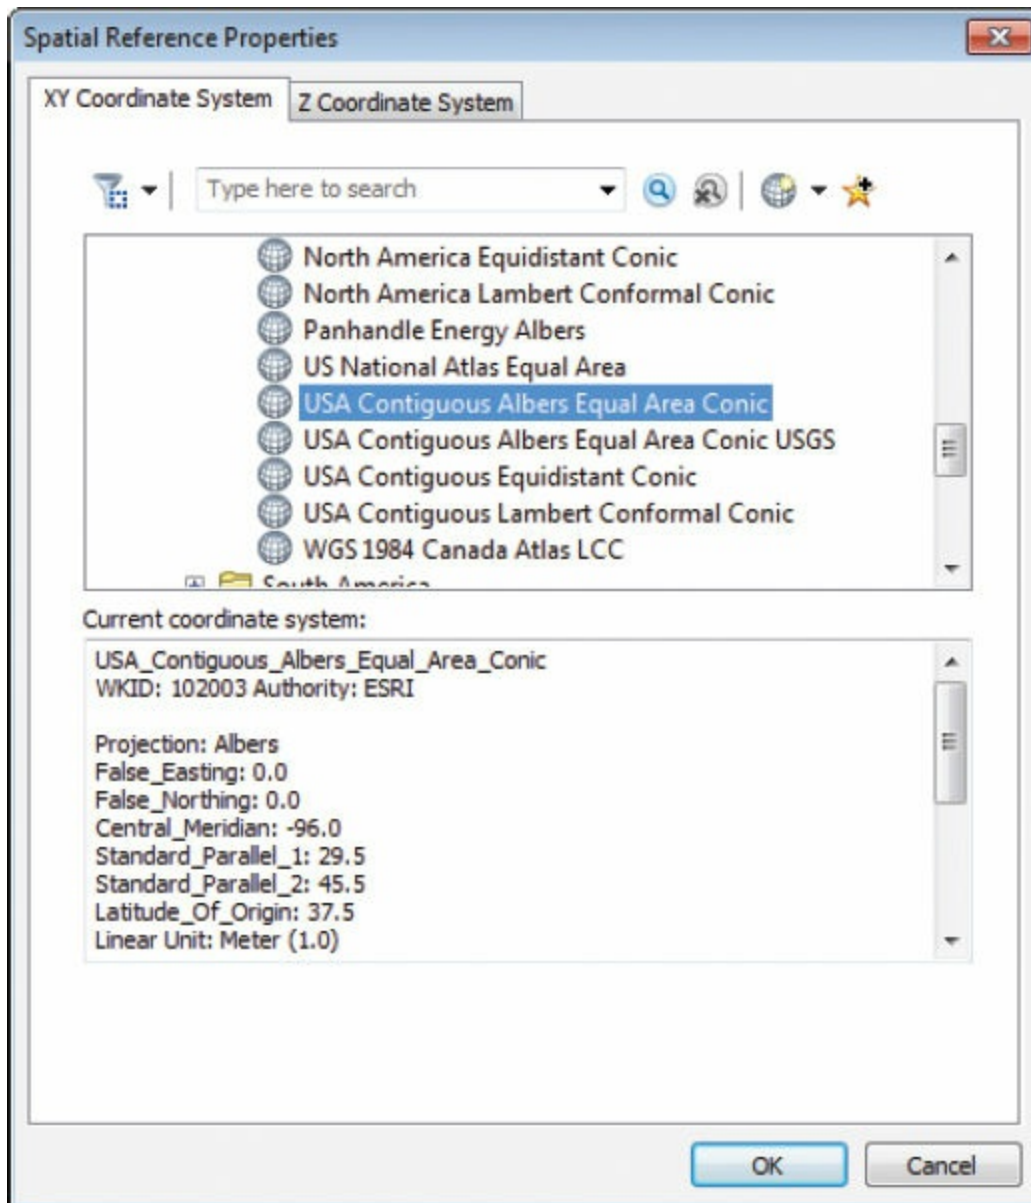 Spatial Reference Properties
XY Coordinate System
Z Coordinate System
Type here to search
North America Equidistant Conic
North America Lambert Conformal Conic
Panhandle Energy Albers
US National Atlas Equal Area
USA Contiguous Albers Equal Area Conic
USA Contiguous Albers Equal Area Conic USGS
USA Contiguous Equidistant Conic
USA Contiguous Lambert Conformal Conic
WGS 1984 Canada Atlas LCC
South America
Current coordinate system:
USA_Contiguous_Albers_Equal_Area_Conic
WKID: 102003 Authority: ESRI
Projection: Albers
False_Easting: 0.0
False_Northing: 0.0
Central_Meridian: -96.0
Standard_Parallel_1: 29.5
Standard_Parallel_2: 45.5
Latitude_Of_Origin: 37.5
Linear Unit: Meter (1.0)
OK
Cancel